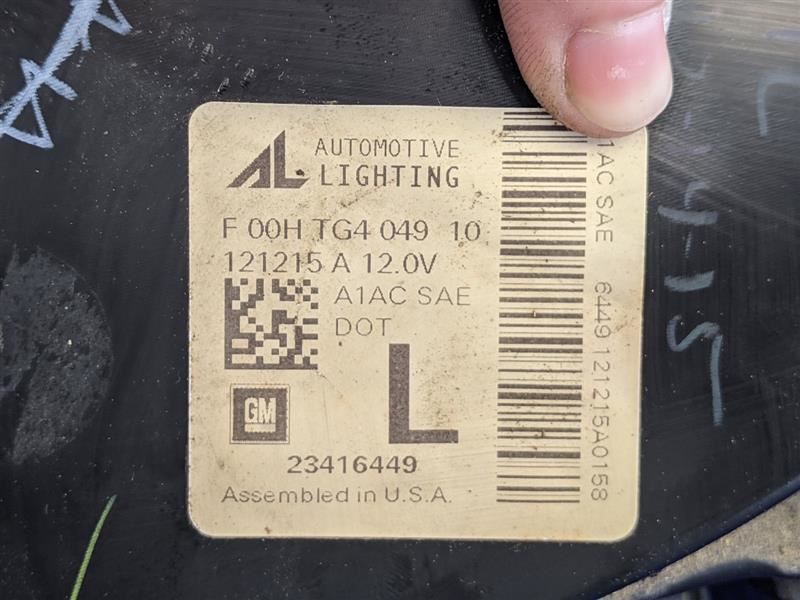 AL AUTOMOTIVE
LIGHTING
F 00H TG4 049 10
121215 A 12.0V
A1AC SAE
DOT
L
GM
23416449
Assembled in U.S.A.
1AC SAE 6449 121215A0158